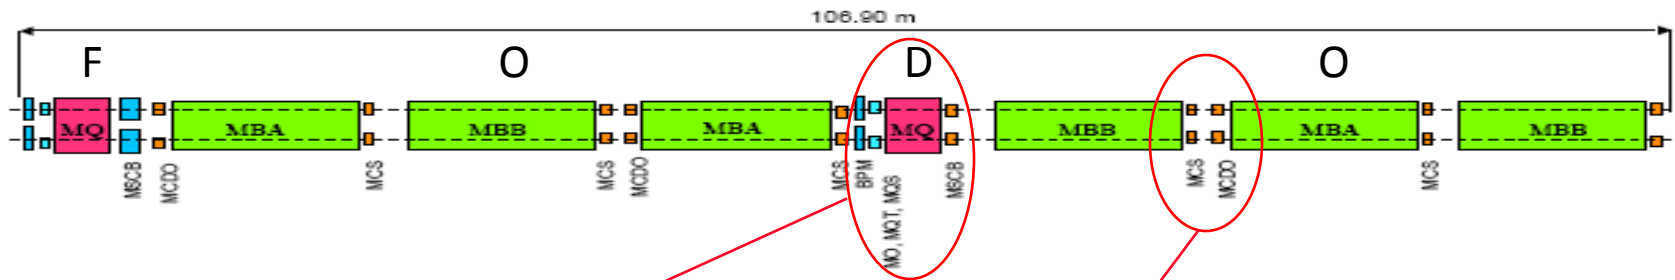 106.90 m
F O D O
MQ MBA MBB MBA MQ MBB MBA MBB
MSCB MCDO MCS MCS MCDO MCS BPM MO, MQT, MQS MSCB MCS MCDO MCS